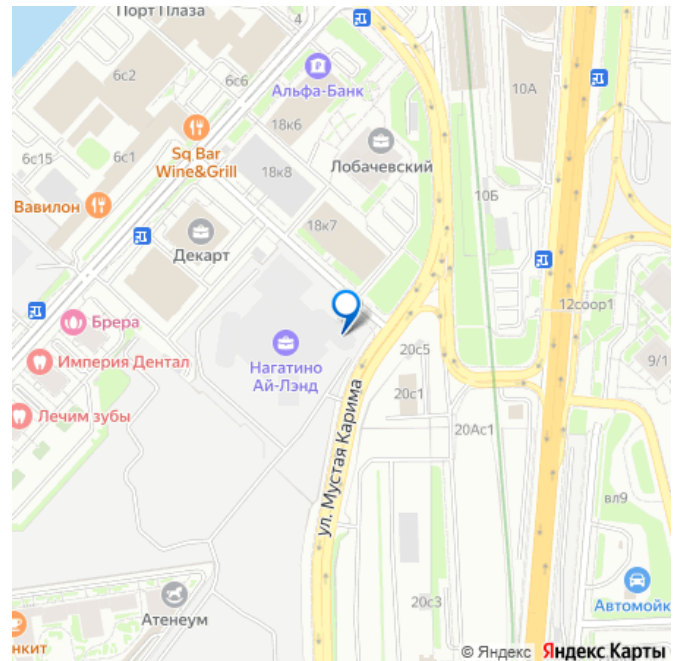 Порт Плаза
4
6с2
6с6
Альфа-Банк
10А
18к6
6с1
6с15
Sq Bar
Wine&Grill
18к8
Лобачевский
10Б
Вавилон
18к7
Декарт
12соор1
Брера
Нагатино
Ай-Лэнд
Империя Дентал
20с5
9/1
20с1
Лечим зубы
20Ас1
ул. Мустая Карима
вл9
20с3
Атенеум
Автомойк
нкит
© Яндекс Яндекс Карты